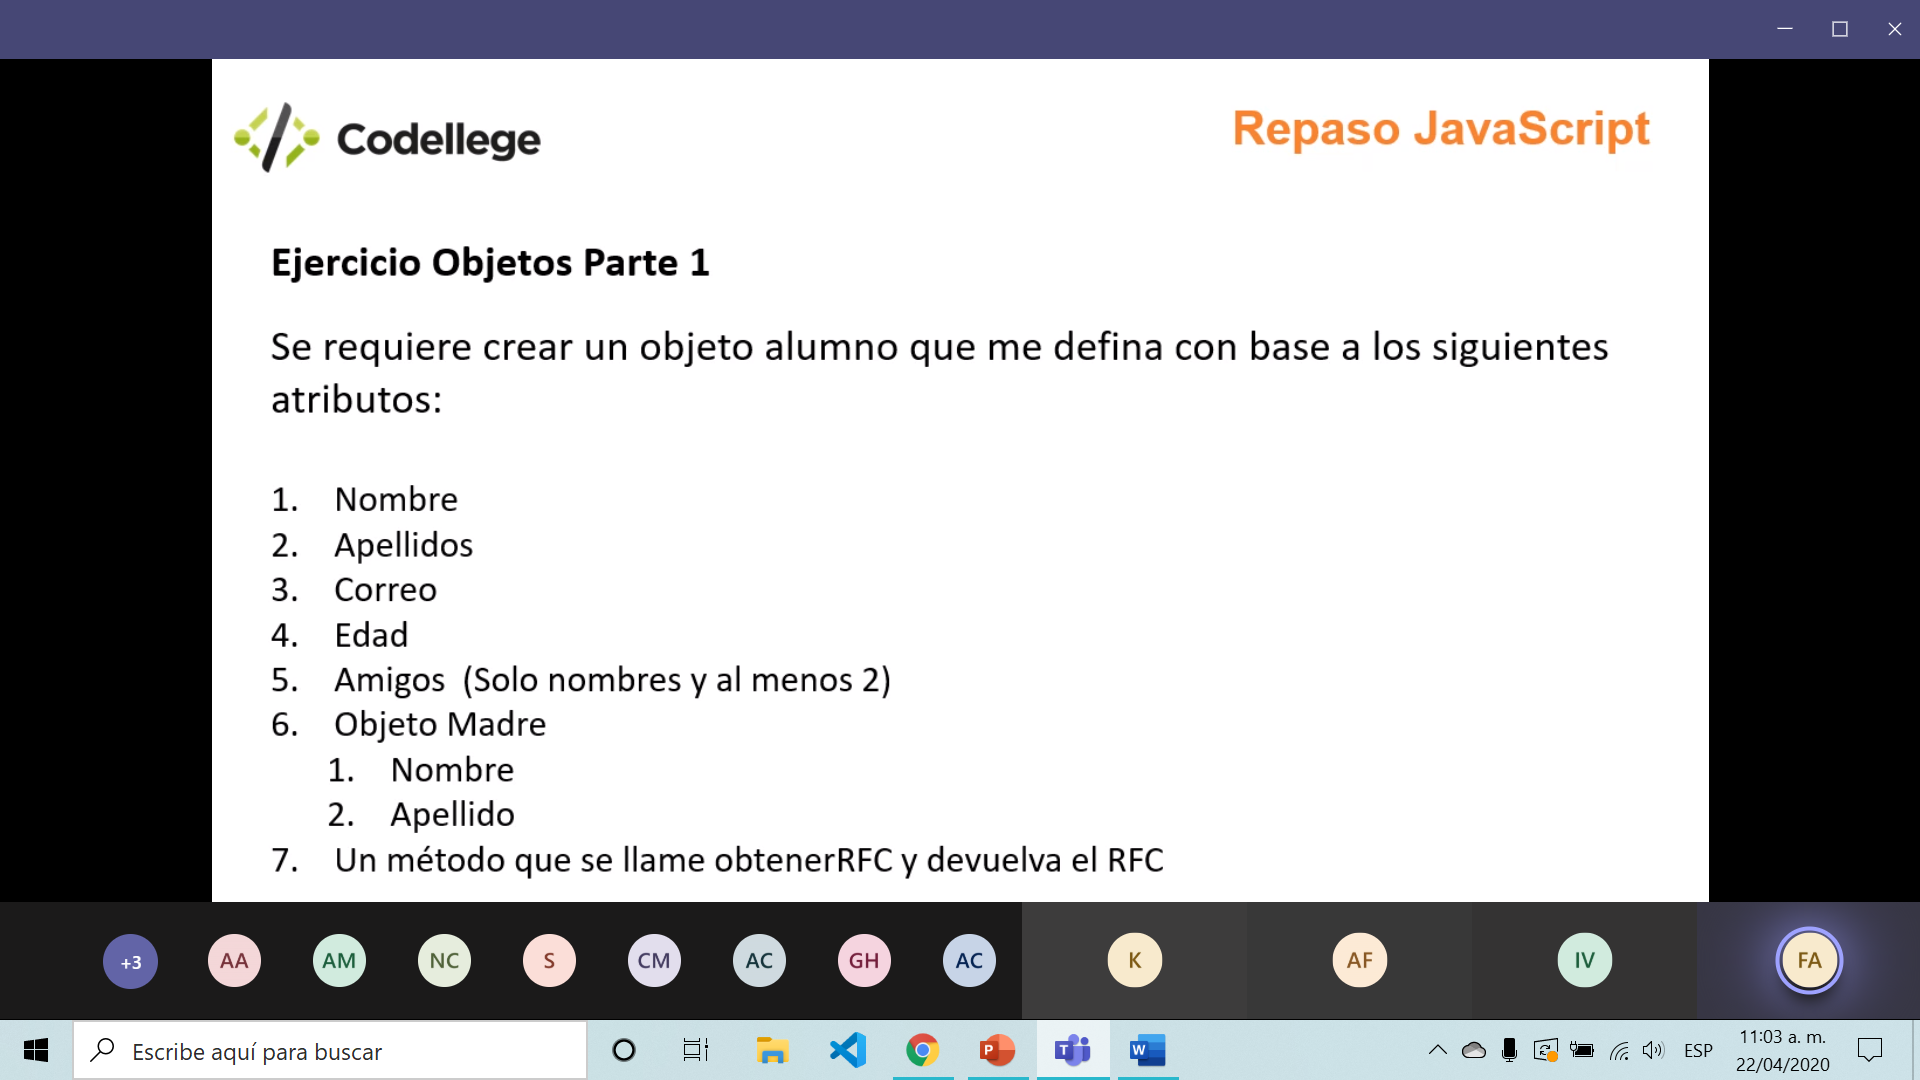 Codellege
Repaso JavaScript
Ejercicio Objetos Parte 1
Se requiere crear un objeto alumno que me defina con base a los siguientes
atributos:
1. Nombre
2. Apellidos
3. Correo
4. Edad
5. Amigos (Solo nombres y al menos 2)
6. Objeto Madre
1. Nombre
2. Apellido
7. Un método que se llame obtenerRFC y devuelva el RFC
+3 AA AM NC S CM AC GH AC K AF IV FA
Escribe aquí para buscar
P T W
ESP
11:03 a. m.
22/04/2020